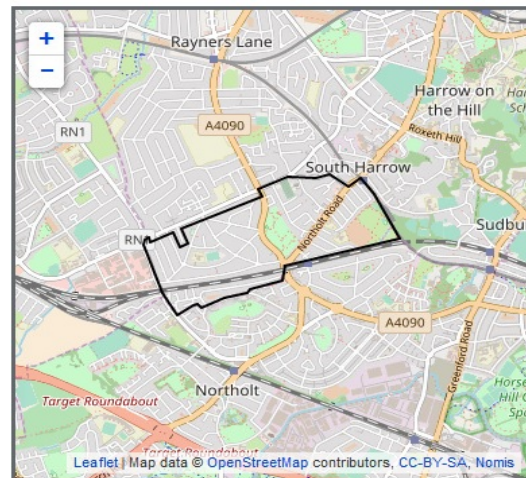 +
−
Rayners Lane
Harrow on
the Hill
RN1
A4090
Roxeth Hill
South Harrow
Northolt Road
Sudbu
A4090
Greenford Road
Northolt
Target Roundabout
Target Roundabout
Leaflet | Map data © OpenStreetMap contributors, CC-BY-SA, Nomis